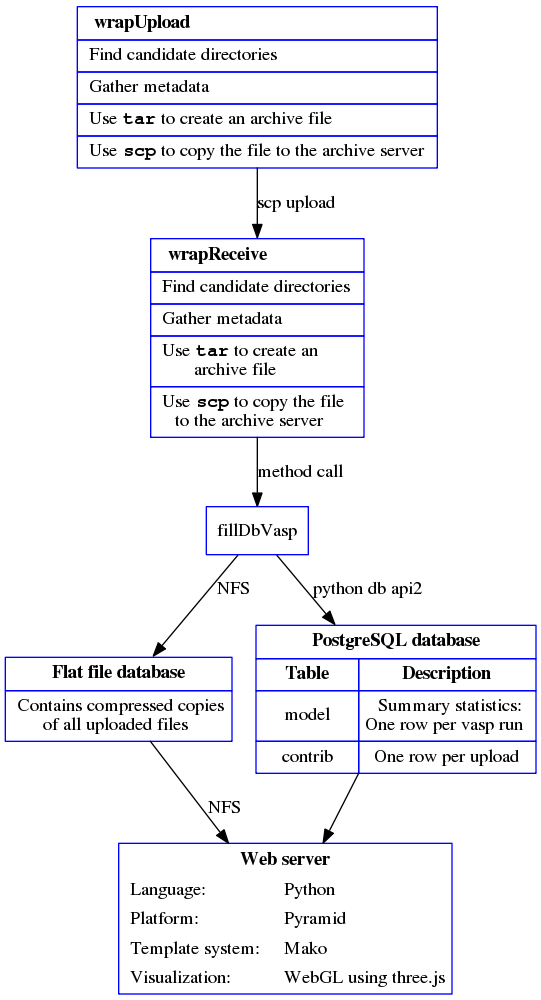 wrapUpload
Find candidate directories
Gather metadata
Use tar to create an archive file
Use scp to copy the file to the archive server
scp upload
wrapReceive
Find candidate directories
Gather metadata
Use tar to create an
archive file
Use scp to copy the file
to the archive server
method call
fillDbVasp
NFS
python db api2
Flat file database
Contains compressed copies
of all uploaded files
PostgreSQL database
Table Description
model Summary statistics:
One row per vasp run
contrib One row per upload
NFS
Web server
Language: Python
Platform: Pyramid
Template system: Mako
Visualization: WebGL using three.js